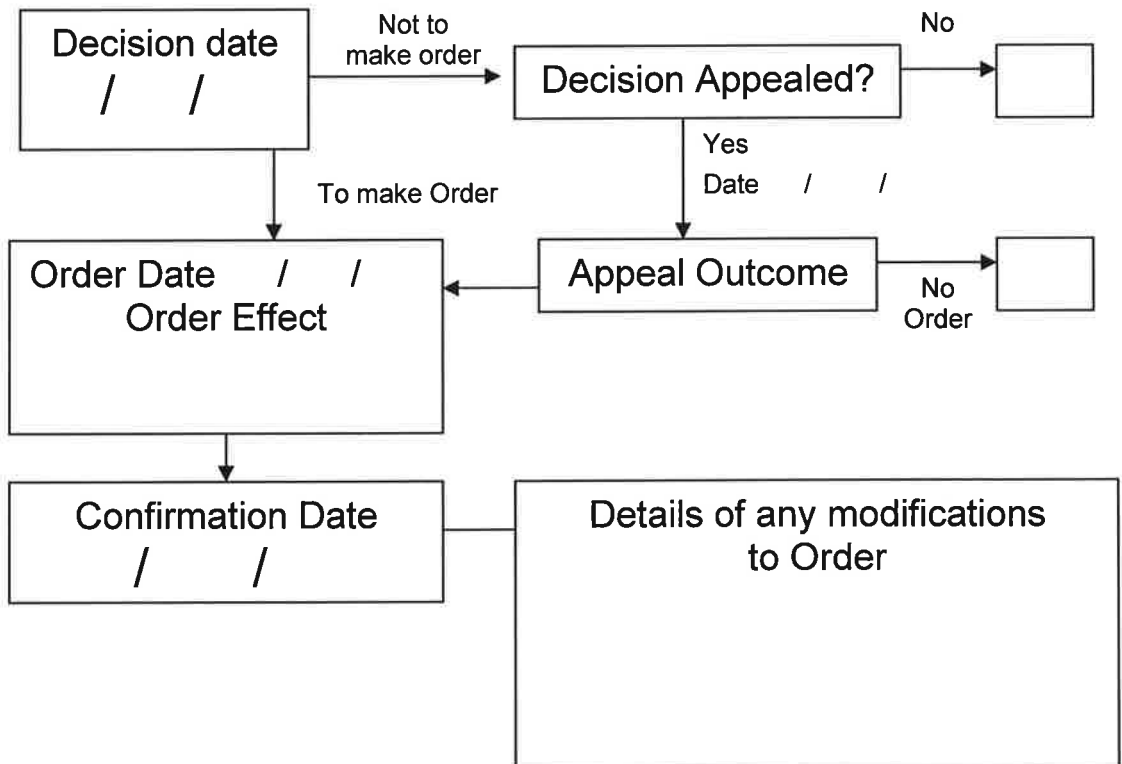 Decision date
/ /
Not to
make order
Decision Appealed?
No
Yes
Date / /
To make Order
Order Date / /
Order Effect
Appeal Outcome
No
Order
Confirmation Date
/ /
Details of any modifications
to Order